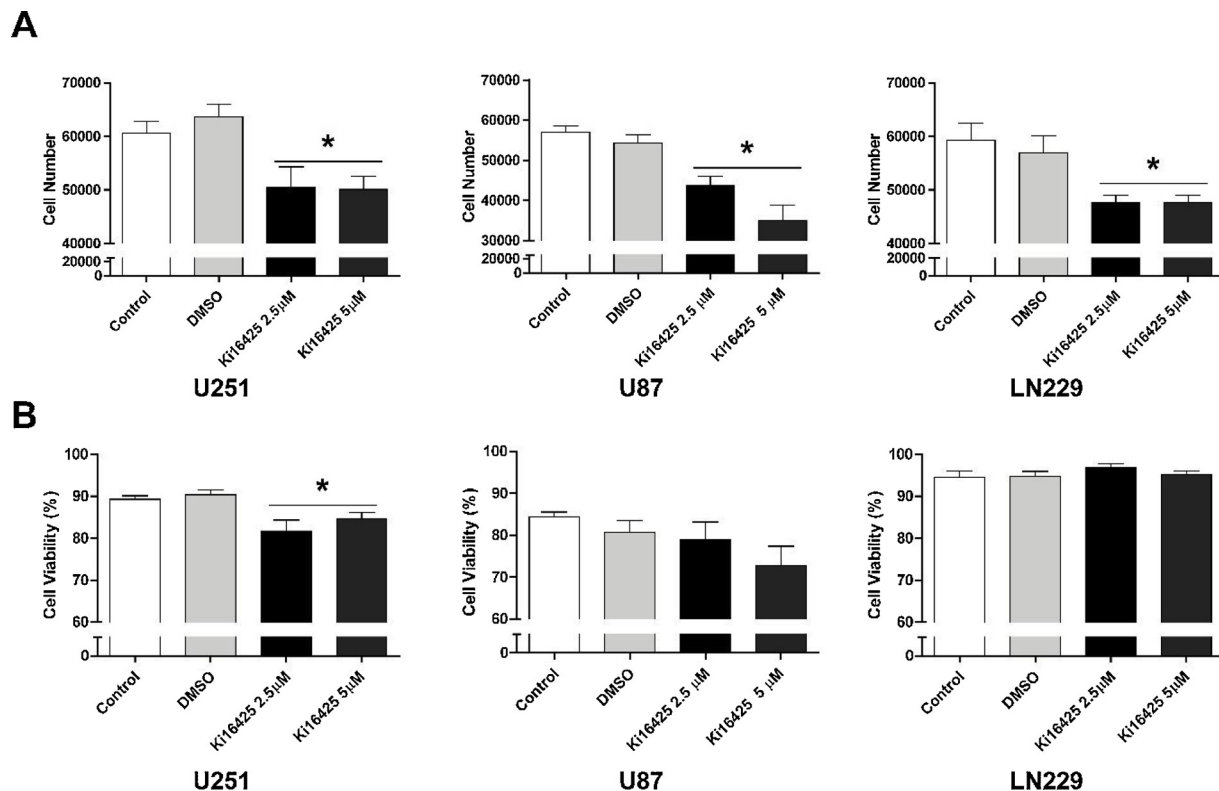 A
Cell Number
70000
60000
50000
40000
20000
0
*
Control
DMSO
Ki16425 2.5μM
Ki16425 5μM
U251
Cell Number
70000
60000
50000
40000
30000
20000
0
*
Control
DMSO
Ki16425 2.5 μM
Ki16425 5 μM
U87
Cell Number
70000
60000
50000
40000
20000
0
*
Control
DMSO
Ki16425 2.5μM
Ki16425 5μM
LN229
B
Cell Viability (%)
100
90
80
70
60
0
*
Control
DMSO
Ki16425 2.5μM
Ki16425 5μM
U251
Cell Viability (%)
100
90
80
70
60
0
Control
DMSO
Ki16425 2.5 μM
Ki16425 5 μM
U87
Cell Viability (%)
100
90
80
70
60
0
Control
DMSO
Ki16425 2.5μM
Ki16425 5μM
LN229